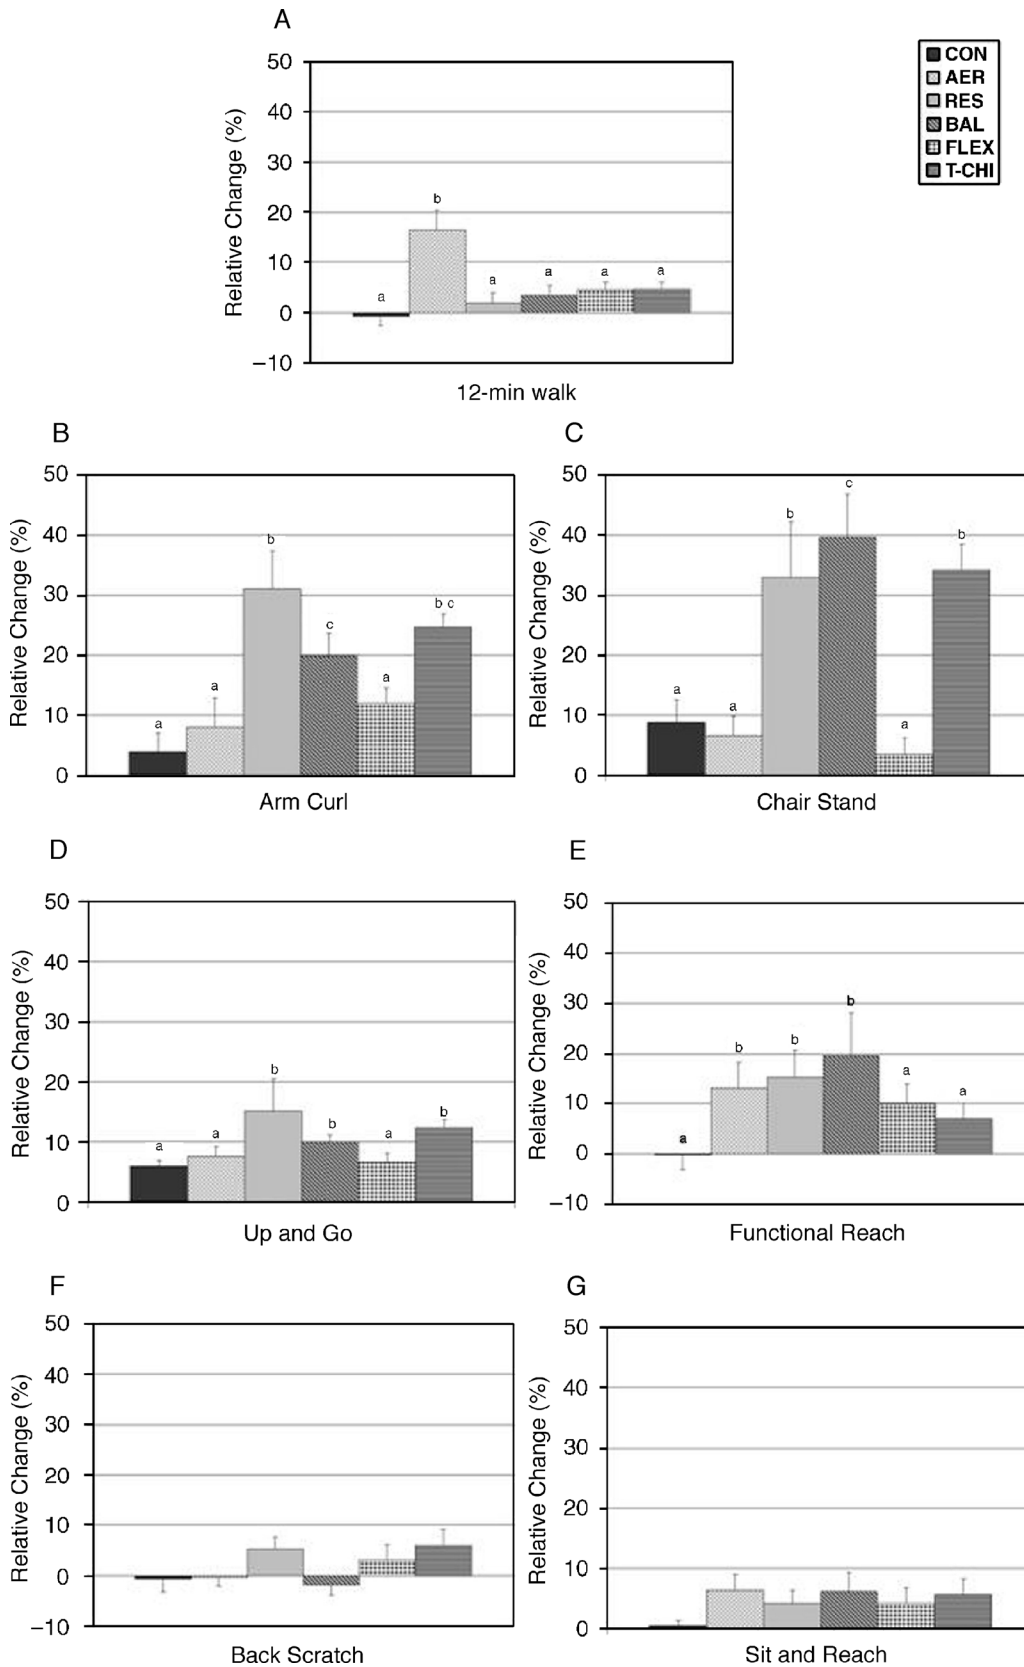 A
CON
AER
RES
BAL
FLEX
T-CHI
Relative Change (%)
50
40
30
20
10
0
−10
a
b
a
a
a
a
12-min walk
B
Relative Change (%)
50
40
30
20
10
0
a
a
b
c
a
b c
Arm Curl
C
Relative Change (%)
50
40
30
20
10
0
a
a
b
c
a
b
Chair Stand
D
Relative Change (%)
50
40
30
20
10
0
a
a
b
b
a
b
Up and Go
E
Relative Change (%)
50
40
30
20
10
0
−10
a
b
b
b
a
a
Functional Reach
F
Relative Change (%)
50
40
30
20
10
0
−10
Back Scratch
G
Relative Change (%)
50
40
30
20
10
0
Sit and Reach